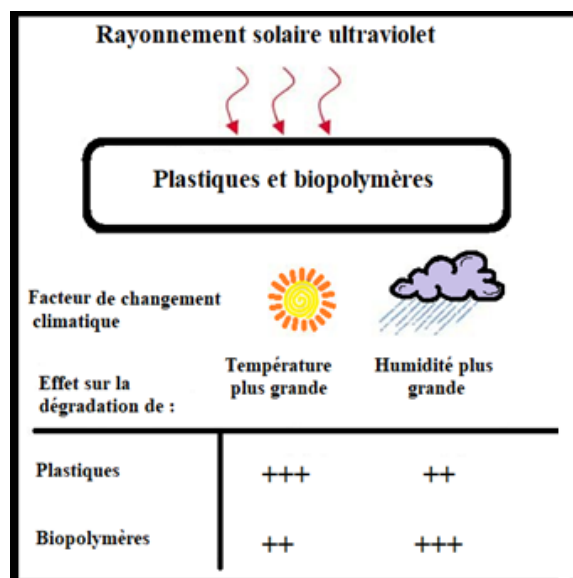 Rayonnement solaire ultraviolet
Plastiques et biopolymères
Facteur de changement
climatique
Température
plus grande
Humidité plus
grande
Effet sur la
dégradation de :
Plastiques
+++
++
Biopolymères
++
+++